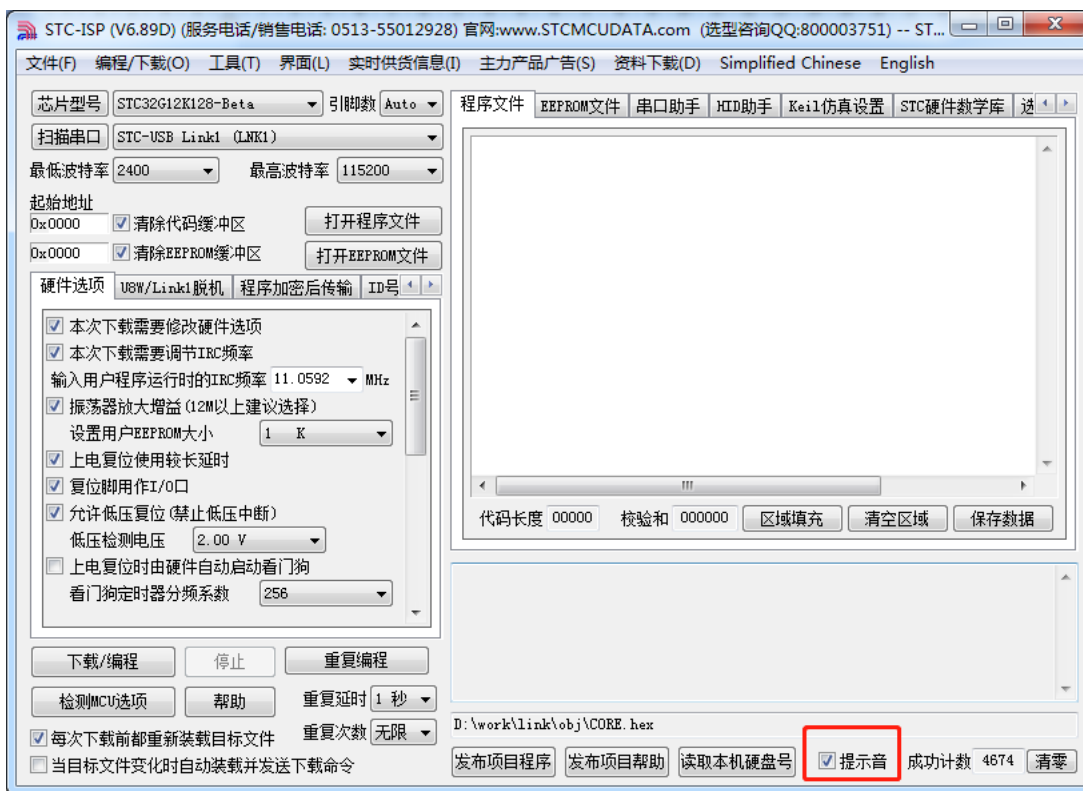 STC-ISP (V6.89D) (服务电话/销售电话: 0513-55012928) 官网:www.STCMCUDATA.com (选型咨询QQ:800003751) -- ST...
文件(F) 编程/下载(O) 工具(T) 界面(L) 实时供货信息(I) 主力产品广告(S) 资料下载(D) Simplified Chinese English
芯片型号 STC32G12K128-Beta 引脚数 Auto
扫描串口 STC-USB Link1 (LNK1)
最低波特率 2400 最高波特率 115200
起始地址
0x0000 清除代码缓冲区 打开程序文件
0x0000 清除EEPROM缓冲区 打开EEPROM文件
硬件选项 U8W/Link1脱机 程序加密后传输 ID号
本次下载需要修改硬件选项
本次下载需要调节IRC频率
输入用户程序运行时的IRC频率 11.0592 MHz
振荡器放大增益(12M以上建议选择)
设置用户EEPROM大小 1 K
上电复位使用较长延时
复位脚用作I/O口
允许低压复位(禁止低压中断)
低压检测电压 2.00 V
上电复位时由硬件自动启动看门狗
看门狗定时器分频系数 256
下载/编程 停止 重复编程
检测MCU选项 帮助 重复延时 1 秒
每次下载前都重新装载目标文件 重复次数 无限
当目标文件变化时自动装载并发送下载命令
程序文件 EEPROM文件 串口助手 HID助手 Keil仿真设置 STC硬件数学库 选
代码长度 00000 校验和 000000 区域填充 清空区域 保存数据
D:\work\link\obj\CORE.hex
发布项目程序 发布项目帮助 读取本机硬盘号 提示音 成功计数 4674 清零